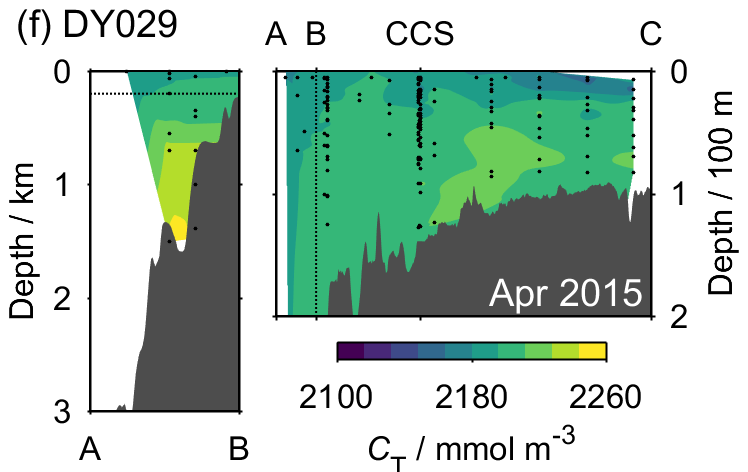 (f) DY029
A B CCS C
0
1
2
3
Depth / km
A B
0
1
2
Depth / 100 m
Apr 2015
2100 2180 2260
C_T / mmol m⁻³